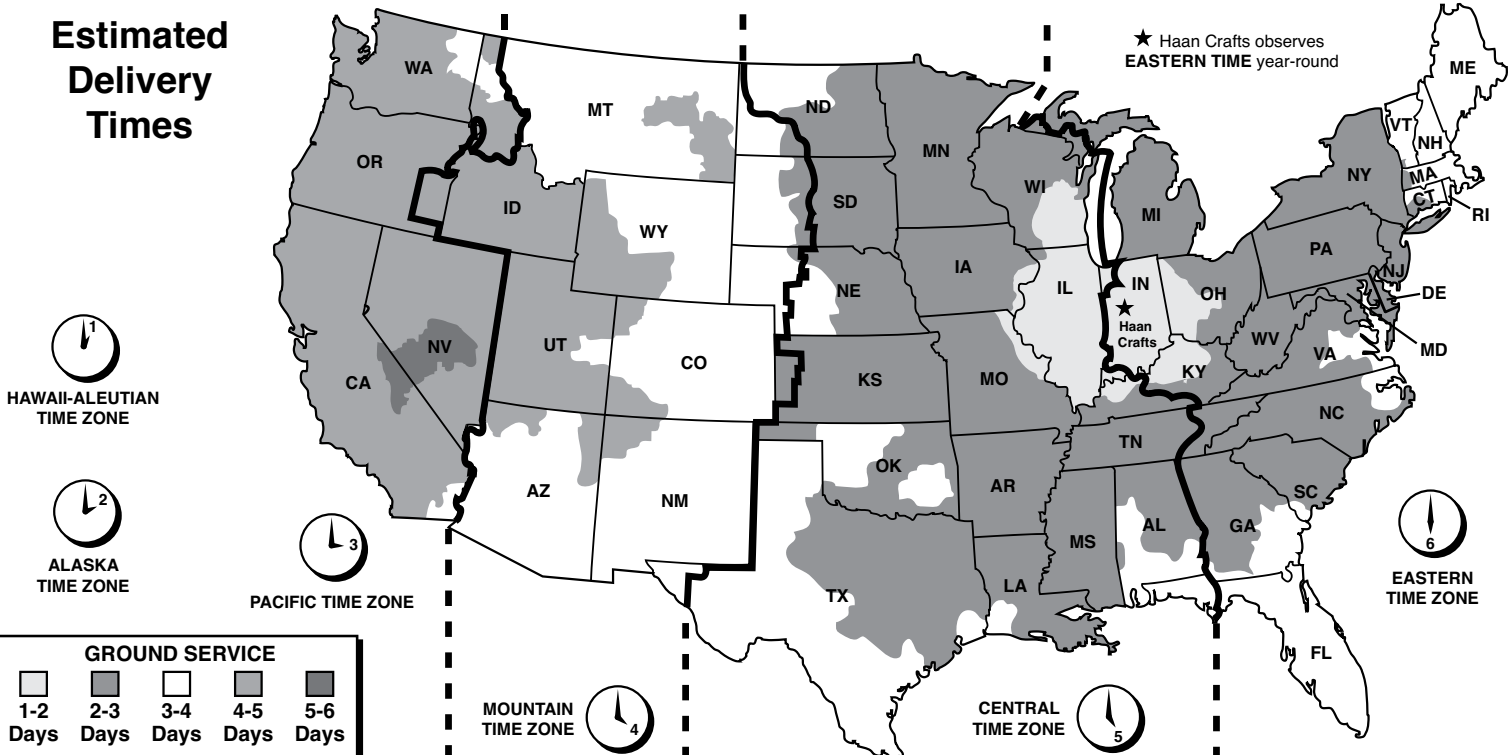 Estimated
Delivery
Times
★ Haan Crafts observes
EASTERN TIME year-round
WA
MT
ND
MN
ME
VT
NH
OR
ID
WY
SD
WI
MI
NY
MA
CT
RI
IA
NE
IL
IN
OH
PA
NJ
DE
MD
★
Haan
Crafts
NV
UT
CO
CA
KS
MO
KY
WV
VA
NC
TN
AZ
NM
OK
AR
SC
MS
AL
GA
TX
LA
FL
1
HAWAII-ALEUTIAN
TIME ZONE
2
ALASKA
TIME ZONE
3
PACIFIC TIME ZONE
4
MOUNTAIN
TIME ZONE
5
CENTRAL
TIME ZONE
6
EASTERN
TIME ZONE
GROUND SERVICE
1-2 2-3 3-4 4-5 5-6
Days Days Days Days Days